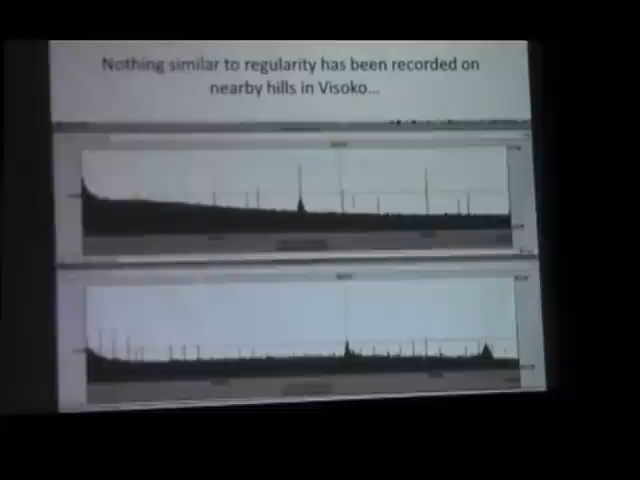 Nothing similar to regularity has been recorded on
nearby hills in Visoko...